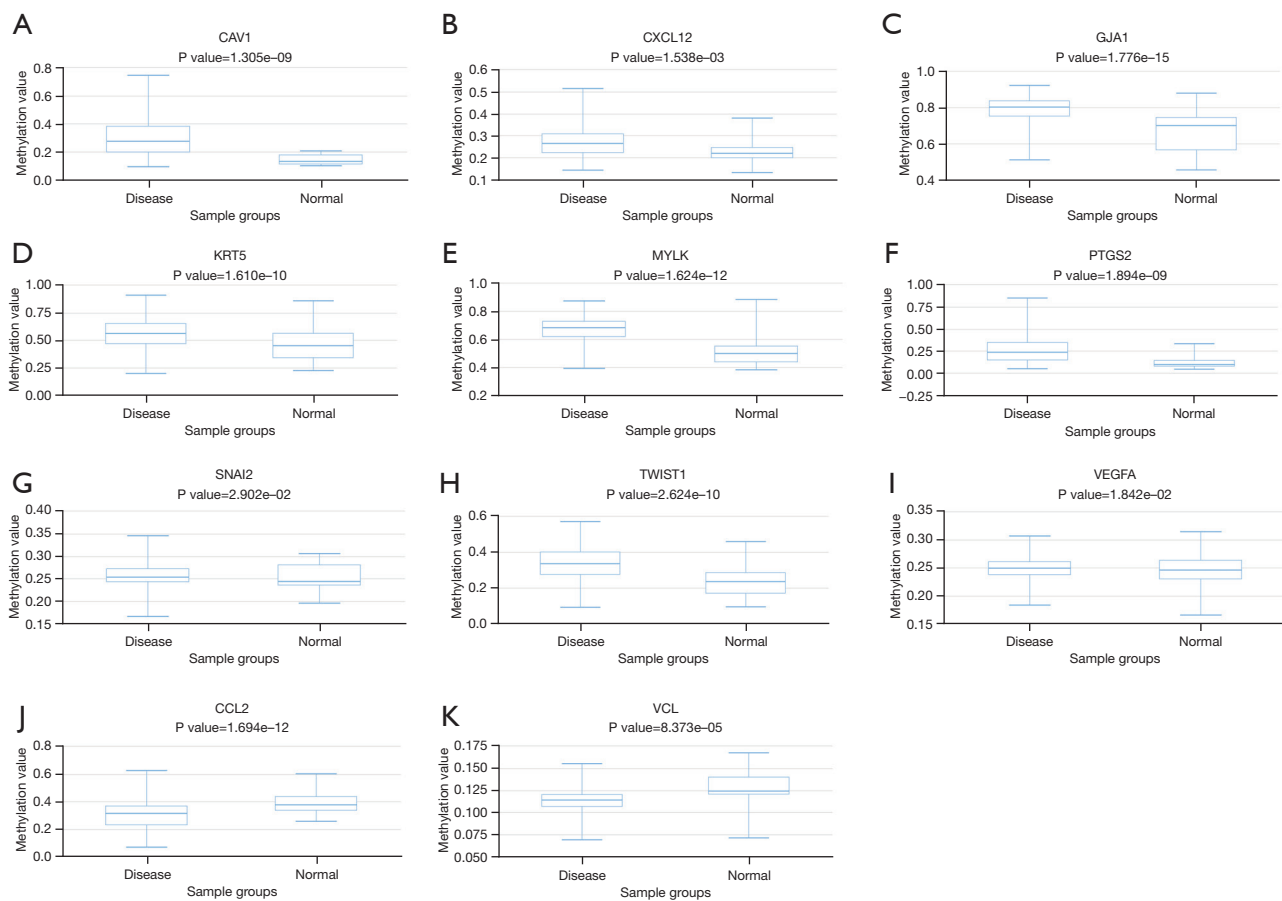 A
CAV1
P value=1.305e–09
Methylation value
0.8
0.6
0.4
0.2
0.0
Disease
Normal
Sample groups
B
CXCL12
P value=1.538e–03
Methylation value
0.6
0.5
0.4
0.3
0.2
0.1
Disease
Normal
Sample groups
C
GJA1
P value=1.776e–15
Methylation value
1.0
0.8
0.6
0.4
Disease
Normal
Sample groups
D
KRT5
P value=1.610e–10
Methylation value
1.00
0.75
0.50
0.25
0.00
Disease
Normal
Sample groups
E
MYLK
P value=1.624e–12
Methylation value
1.0
0.8
0.6
0.4
0.2
Disease
Normal
Sample groups
F
PTGS2
P value=1.894e–09
Methylation value
1.00
0.75
0.50
0.25
0.00
–0.25
Disease
Normal
Sample groups
G
SNAI2
P value=2.902e–02
Methylation value
0.40
0.35
0.30
0.25
0.20
0.15
Disease
Normal
Sample groups
H
TWIST1
P value=2.624e–10
Methylation value
0.6
0.4
0.2
0.0
Disease
Normal
Sample groups
I
VEGFA
P value=1.842e–02
Methylation value
0.35
0.30
0.25
0.20
0.15
Disease
Normal
Sample groups
J
CCL2
P value=1.694e–12
Methylation value
0.8
0.6
0.4
0.2
0.0
Disease
Normal
Sample groups
K
VCL
P value=8.373e–05
Methylation value
0.175
0.150
0.125
0.100
0.075
0.050
Disease
Normal
Sample groups